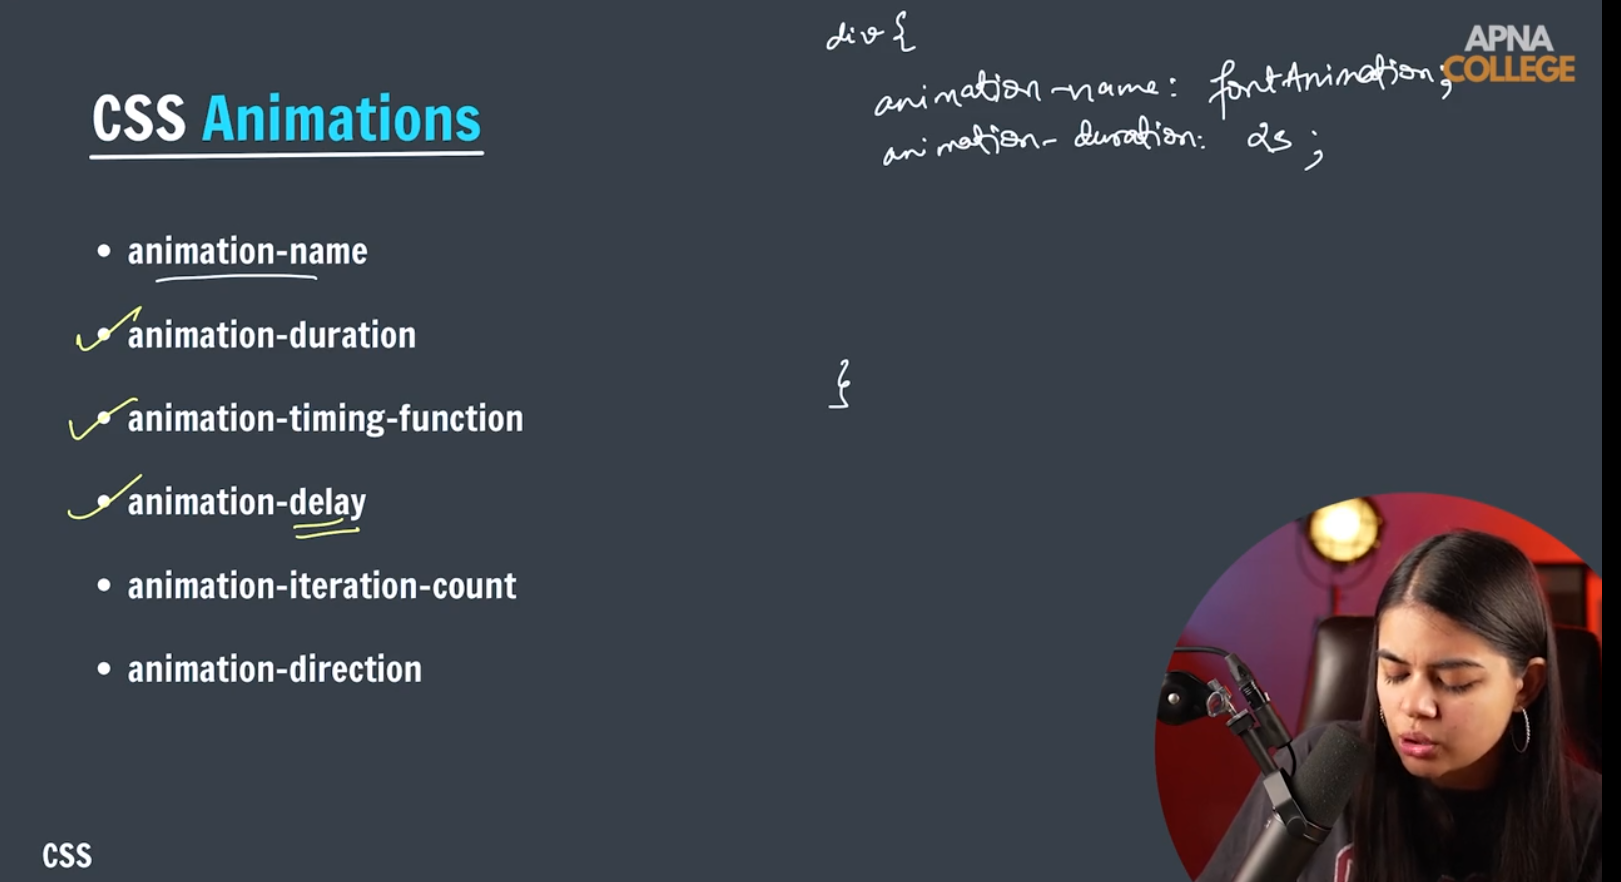 div {
APNA
COLLEGE
animation-name: fontAnimation;
animation-duration: 2s ;
}
CSS Animations
• animation-name
• animation-duration
• animation-timing-function
• animation-delay
• animation-iteration-count
• animation-direction
CSS